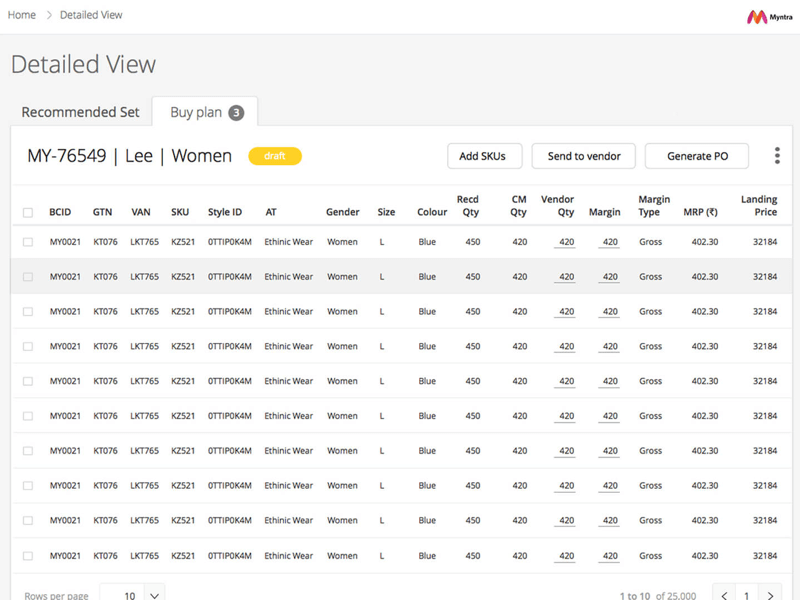 Home > Detailed View
Myntra
Detailed View
Recommended Set Buy plan 3
MY-76549 | Lee | Women draft Add SKUs Send to vendor Generate PO
BCID GTN VAN SKU Style ID AT Gender Size Colour Recd Qty CM Qty Vendor Qty Margin Margin Type MRP (₹) Landing Price
MY0021 KT076 LKT765 KZ521 0TTIP0K4M Ethinic Wear Women L Blue 450 420 420 420 Gross 402.30 32184
MY0021 KT076 LKT765 KZ521 0TTIP0K4M Ethinic Wear Women L Blue 450 420 420 420 Gross 402.30 32184
MY0021 KT076 LKT765 KZ521 0TTIP0K4M Ethinic Wear Women L Blue 450 420 420 420 Gross 402.30 32184
MY0021 KT076 LKT765 KZ521 0TTIP0K4M Ethinic Wear Women L Blue 450 420 420 420 Gross 402.30 32184
MY0021 KT076 LKT765 KZ521 0TTIP0K4M Ethinic Wear Women L Blue 450 420 420 420 Gross 402.30 32184
MY0021 KT076 LKT765 KZ521 0TTIP0K4M Ethinic Wear Women L Blue 450 420 420 420 Gross 402.30 32184
MY0021 KT076 LKT765 KZ521 0TTIP0K4M Ethinic Wear Women L Blue 450 420 420 420 Gross 402.30 32184
MY0021 KT076 LKT765 KZ521 0TTIP0K4M Ethinic Wear Women L Blue 450 420 420 420 Gross 402.30 32184
MY0021 KT076 LKT765 KZ521 0TTIP0K4M Ethinic Wear Women L Blue 450 420 420 420 Gross 402.30 32184
MY0021 KT076 LKT765 KZ521 0TTIP0K4M Ethinic Wear Women L Blue 450 420 420 420 Gross 402.30 32184
Rows per page 10 1 to 10 of 25,000 < 1 >